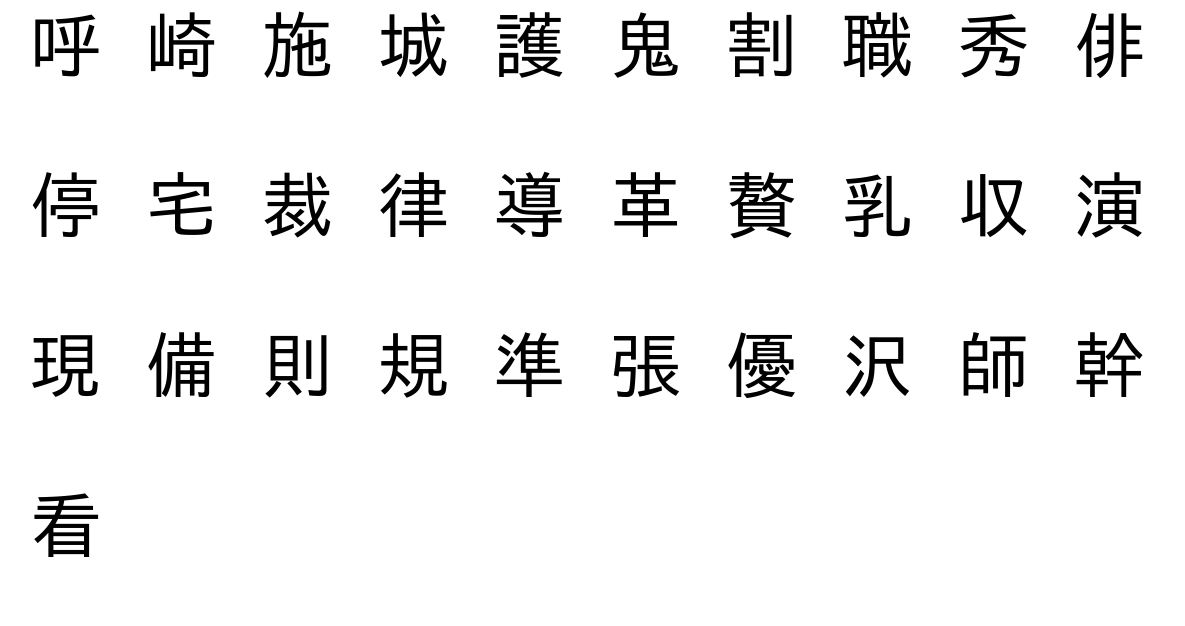 呼崎施城護鬼割職秀俳
停宅裁律導革贅乳収演
現備則規準張優沢師幹
看